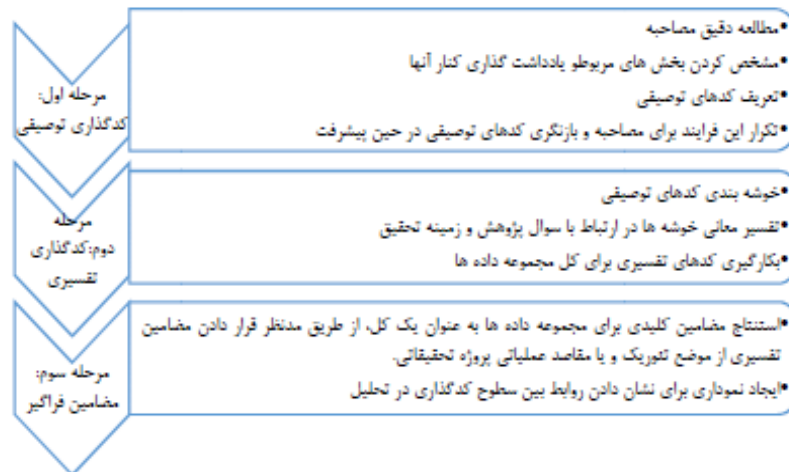 مرحله اول:
کدگذاری توصیفی
•مطالعه دقیق مصاحبه
•مشخص کردن بخش های مربوطو یادداشت گذاری کنار آنها
•تعریف کدهای توصیفی
•تکرار این فرایند برای مصاحبه و بازنگری کدهای توصیفی در حین پیشرفت
مرحله
دوم:کدگذاری
تفسیری
•خوشه بندی کدهای توصیفی
•تفسیر معانی خوشه ها در ارتباط با سوال پژوهش و زمینه تحقیق
•بکارگیری کدهای تفسیری برای کل مجموعه داده ها
مرحله سوم:
مضامین فراگیر
•استنتاج مضامین کلیدی برای مجموعه داده ها به عنوان یک کل، از طریق مدنظر قرار دادن مضامین
تفسیری از موضع تئوریک و یا مقاصد عملیاتی پروژه تحقیقاتی.
•ایجاد نموداری برای نشان دادن روابط بین سطوح کدگذاری در تحلیل